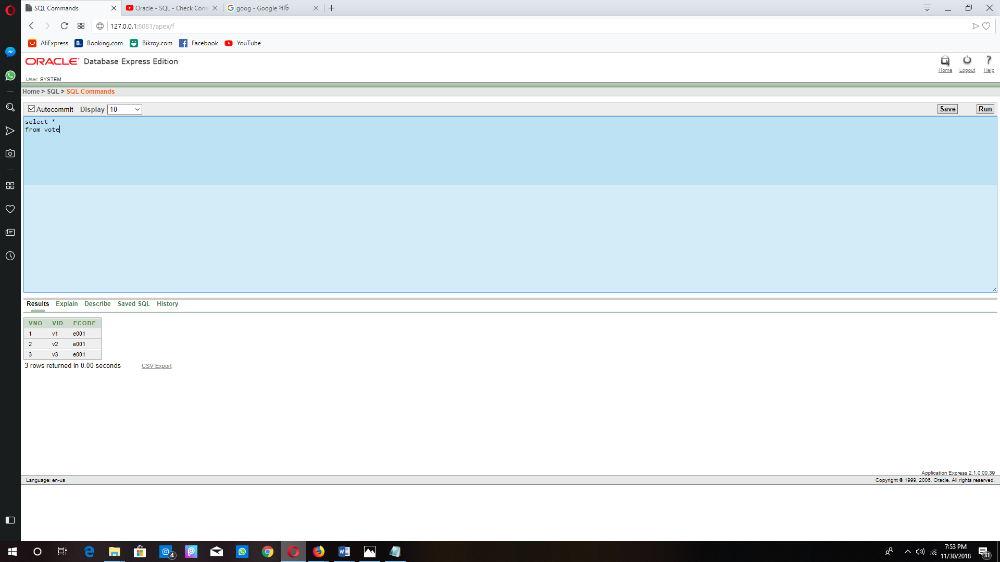 SQL Commands
Oracle - SQL - Check Cons
goog - Google সার্চ
127.0.0.1:8081/apex/f
AliExpress
B. Booking.com
Bikroy.com
Facebook
YouTube
ORACLE Database Express Edition
Home
Logout
? Help
User: SYSTEM
Home > SQL > SQL Commands
Autocommit Display 10
Save
Run
select *
from vote
Results Explain Describe Saved SQL History
VNO VID ECODE
1 v1 e001
2 v2 e001
3 v3 e001
3 rows returned in 0.00 seconds
CSV Export
Application Express 2.1.0.00.39
Language: en-us
Copyright © 1999, 2006, Oracle. All rights reserved.
4
7:53 PM
11/30/2018
31